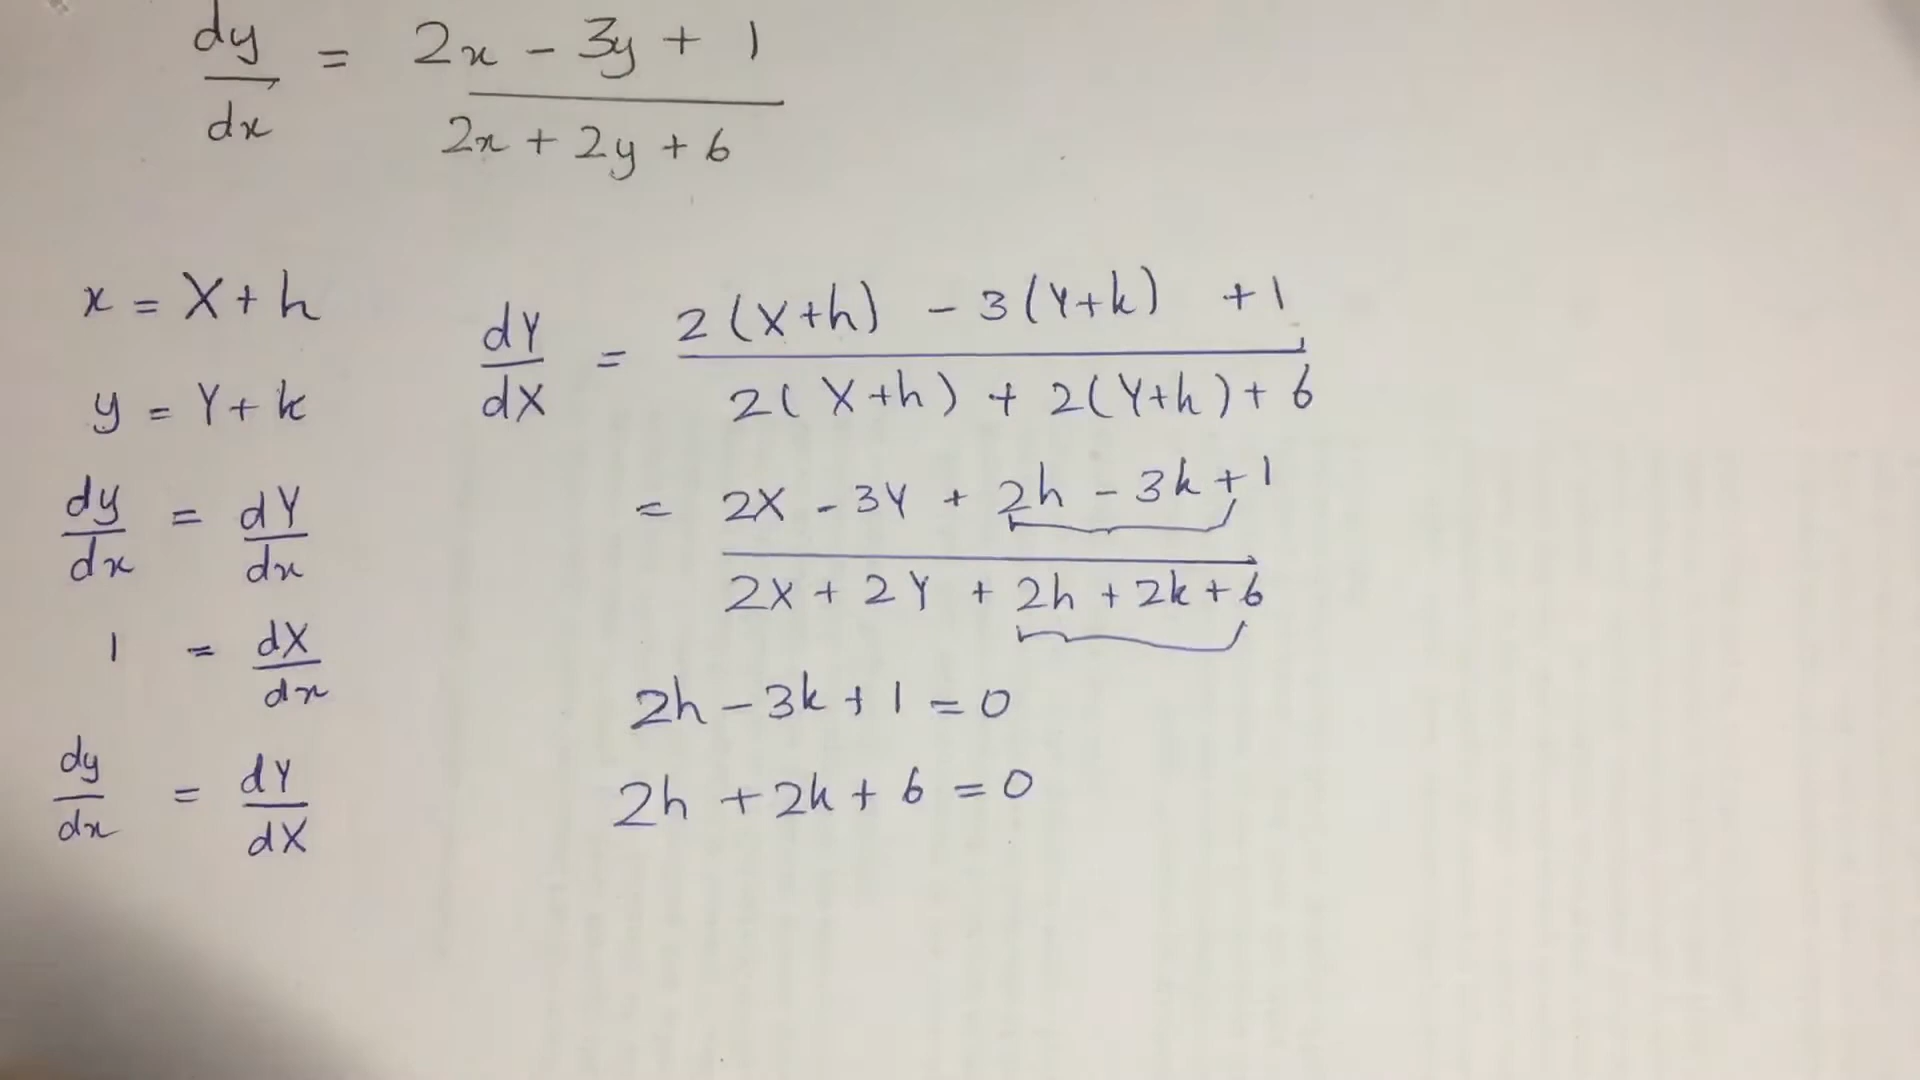 dy/dx = 2x - 3y + 1 / 2x + 2y + 6
x = X + h
y = Y + k
dy/dx = dY/dx
1 = dX/dx
dy/dx = dY/dX
dY/dX = 2(X+h) - 3(Y+k) + 1 / 2(X+h) + 2(Y+k) + 6
= 2X - 3Y + 2h - 3k + 1 / 2X + 2Y + 2h + 2k + 6
2h - 3k + 1 = 0
2h + 2k + 6 = 0